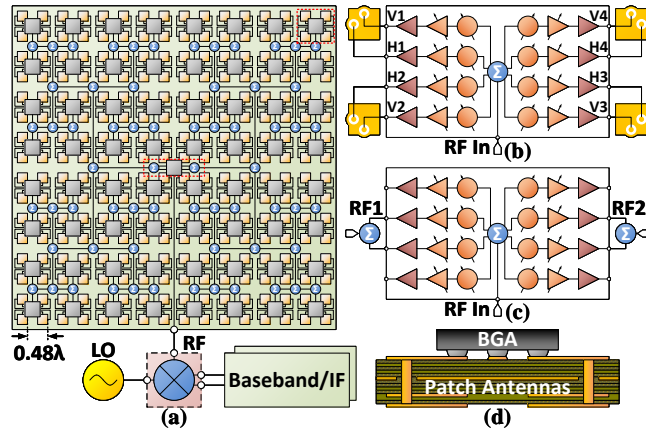 V1
H1
H2
V2
V4
H4
H3
V3
Σ
RF In
(b)
RF1
Σ
Σ
RF2
Σ
RF In
(c)
0.48λ
LO
RF
Baseband/IF
(a)
BGA
Patch Antennas
(d)